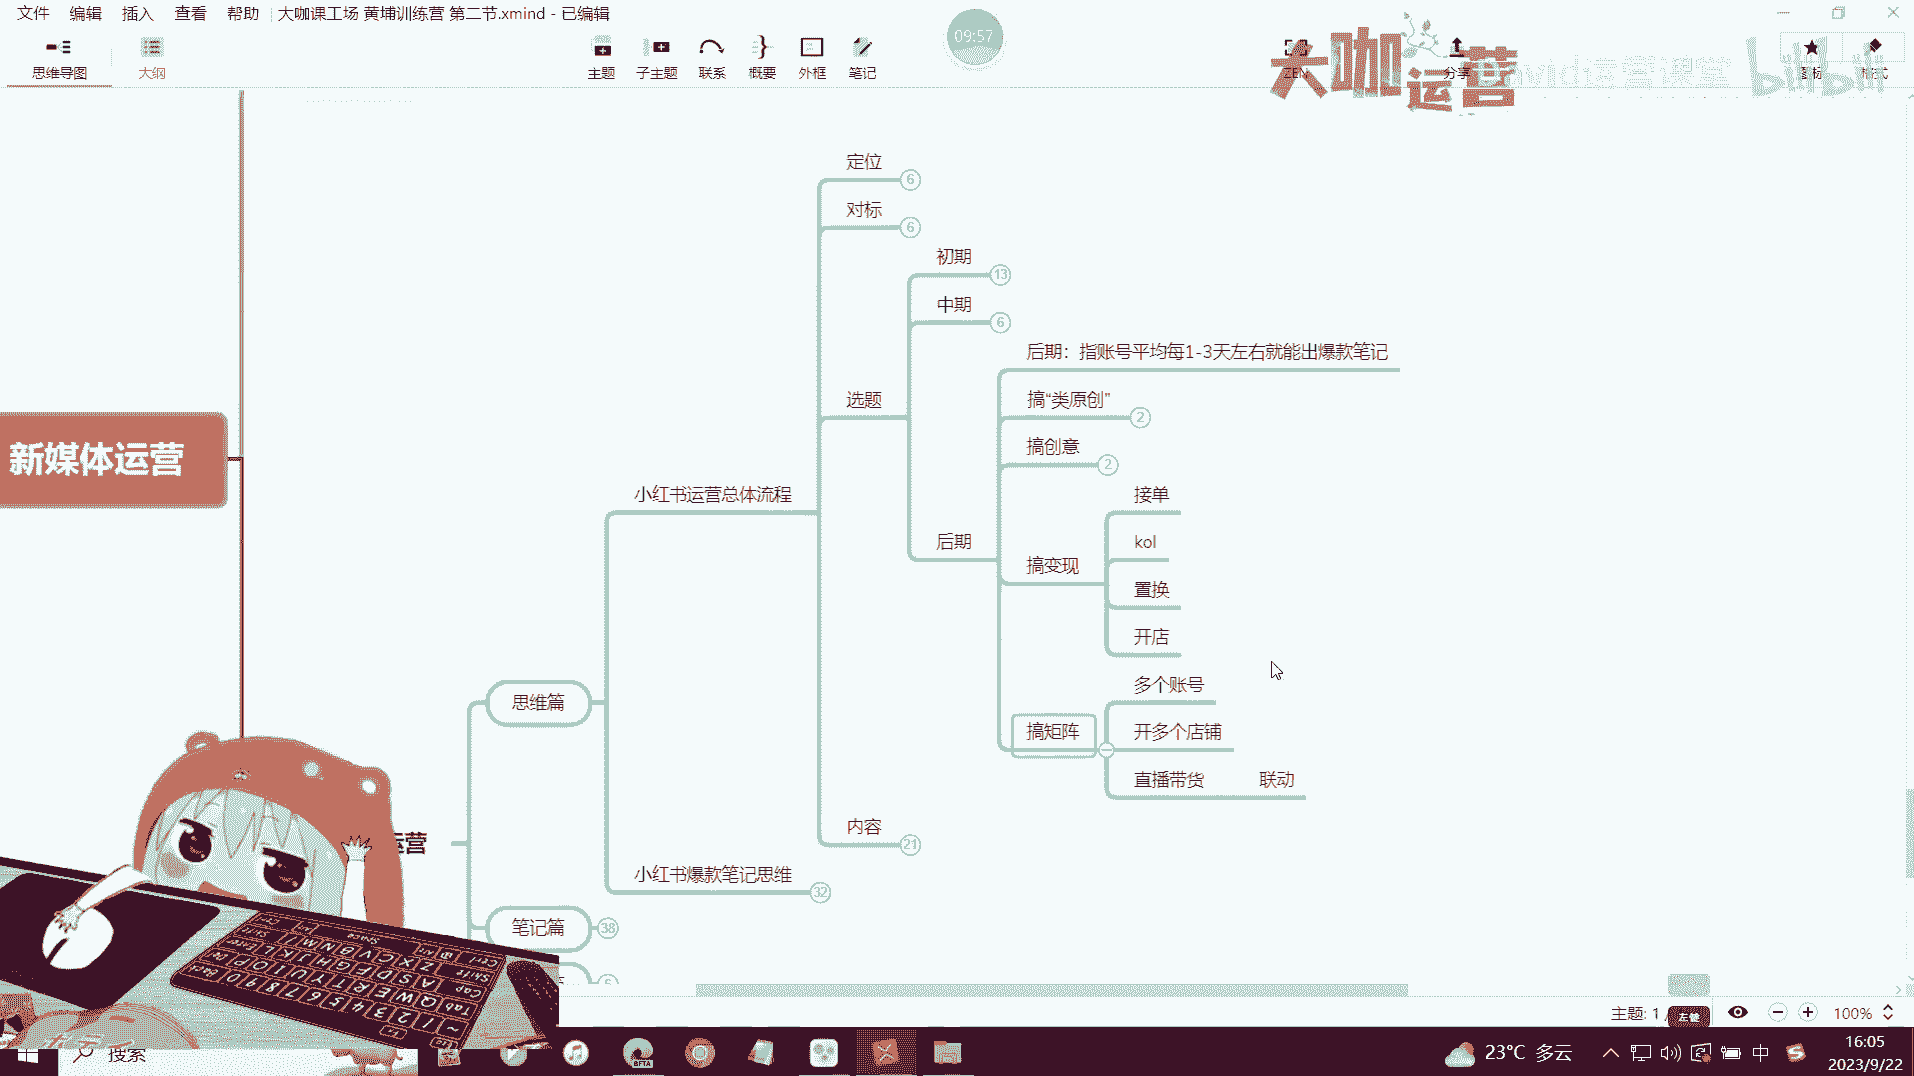 文件 编辑 插入 查看 帮助 大咖课工场 黄埔训练营 第二节.xmind - 已编辑
思维导图 大纲 主题 子主题 联系 概要 外框 笔记 09:57 ZEN 分享 图标 格式
大咖运营
bilibili
定位 6
对标 6
初期 13
中期 6
后期：指账号平均每1-3天左右就能出爆款笔记
选题
搞“类原创” 2
搞创意 2
新媒体运营
小红书运营总体流程
接单
后期
kol
搞变现
置换
开店
多个账号
思维篇
搞矩阵
开多个店铺
直播带货 联动
内容 21
运营
小红书爆款笔记思维 32
笔记篇 38
主题: 1 /
100%
搜索
BETA
23°C 多云
中
16:05
2023/9/22